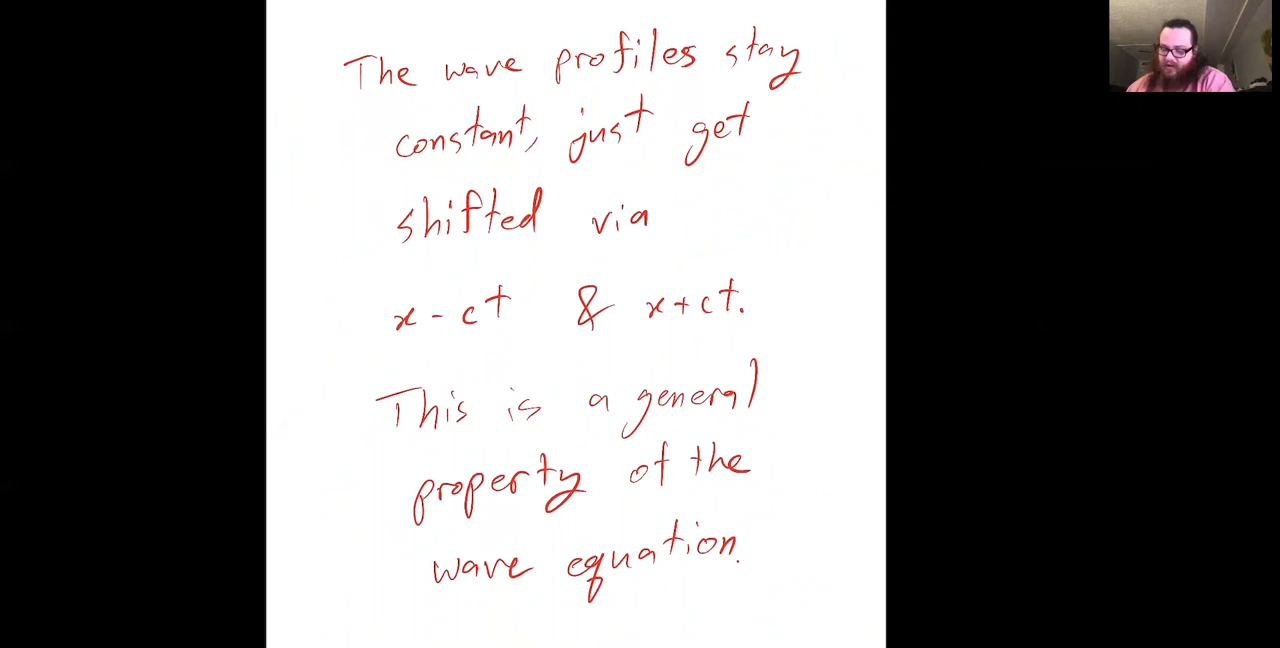 The wave profiles stay
constant, just get
shifted via
x - ct & x + ct.
This is a general
property of the
wave equation.